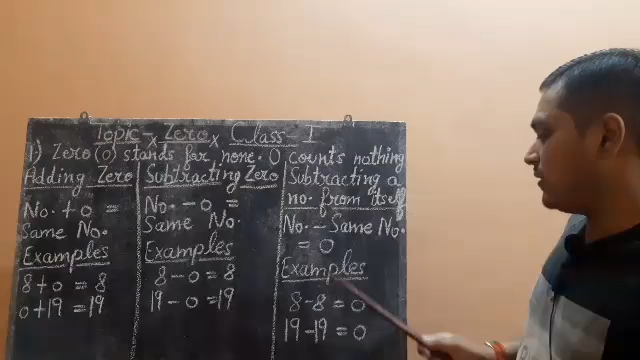 Topic - Zero Class - I
1) Zero (0) stands for none. 0 counts nothing
Adding Zero
No. + 0 =
Same No.
Examples
8 + 0 = 8
0 + 19 = 19
Subtracting Zero
No. - 0 =
Same No.
Examples
8 - 0 = 8
19 - 0 = 19
Subtracting a
no. from itself
No. - Same No.
= 0
Examples
8 - 8 = 0
19 - 19 = 0